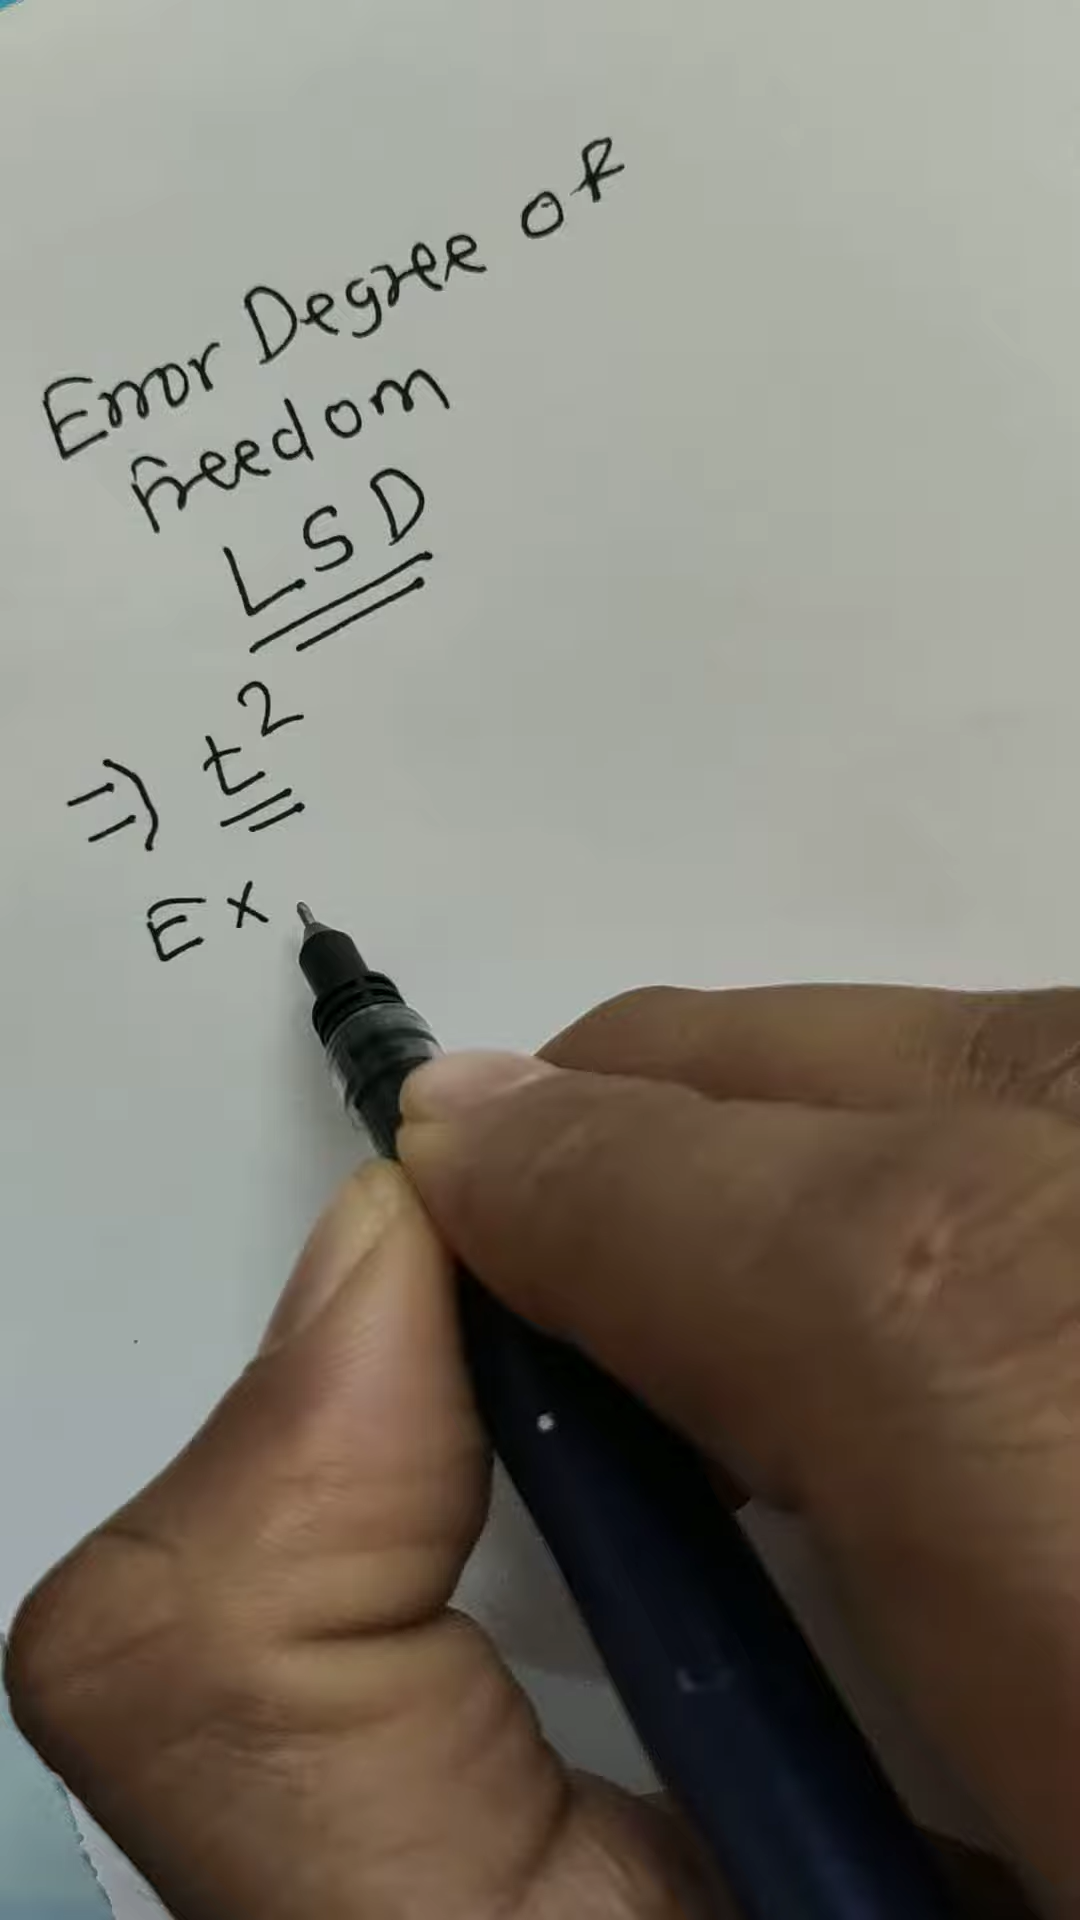 Error Degree of
Freedom
LSD
⇒ t²
Ex